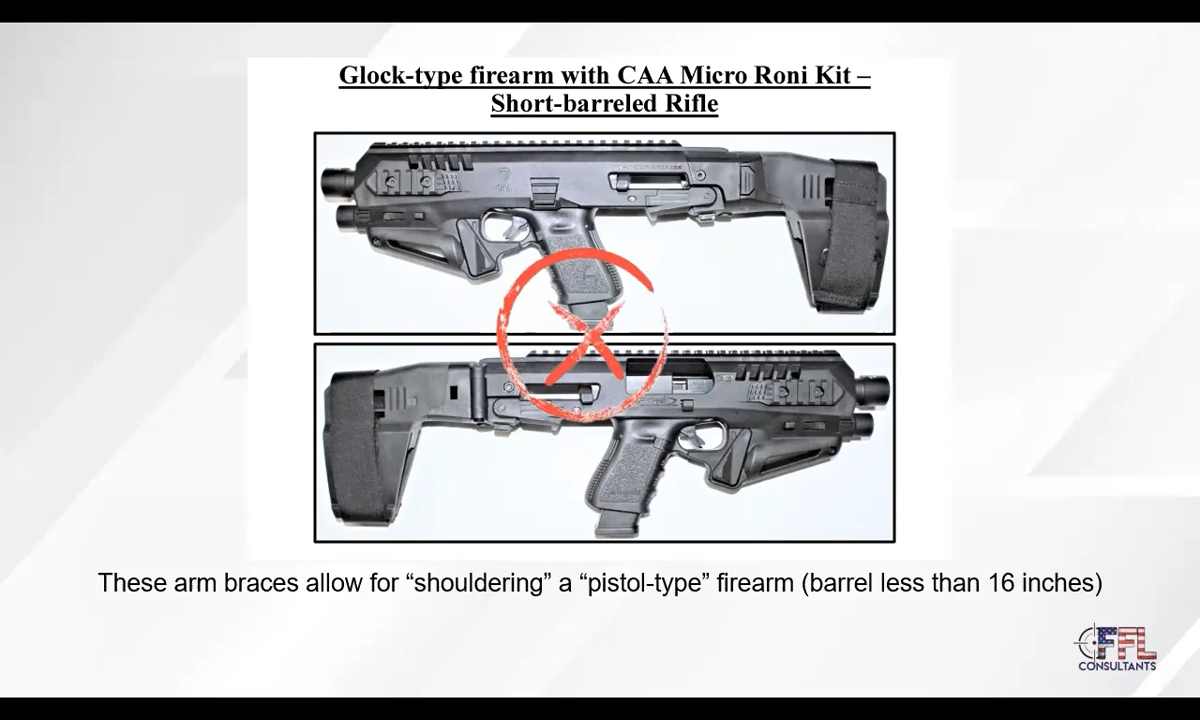 Glock-type firearm with CAA Micro Roni Kit –
Short-barreled Rifle
These arm braces allow for “shouldering” a “pistol-type” firearm (barrel less than 16 inches)
FFL
CONSULTANTS